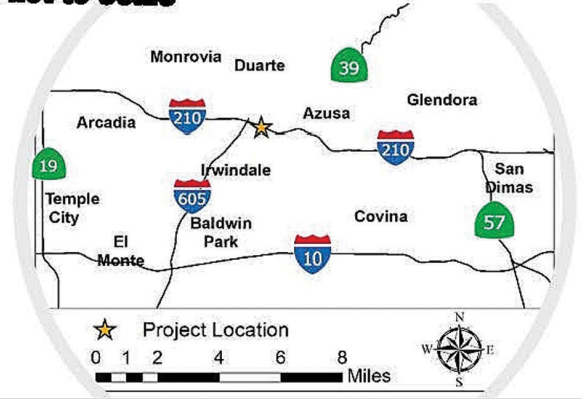 Monrovia
Duarte
39
Glendora
210
Azusa
Arcadia
210
19
Irwindale
San
Dimas
605
Temple
City
Baldwin
Park
Covina
57
El
Monte
10
Project Location
N
W
E
S
0 1 2 4 6 8
Miles